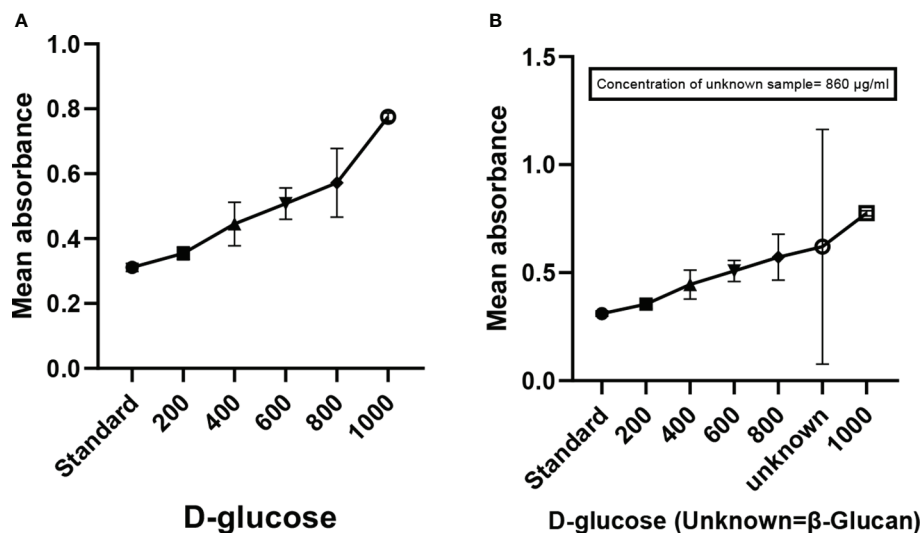 A
Mean absorbance
1.0
0.8
0.6
0.4
0.2
0.0
Standard
200
400
600
800
1000
D-glucose
B
Mean absorbance
1.5
1.0
0.5
0.0
Concentration of unknown sample= 860 µg/ml
Standard
200
400
600
800
unknown
1000
D-glucose (Unknown=β-Glucan)